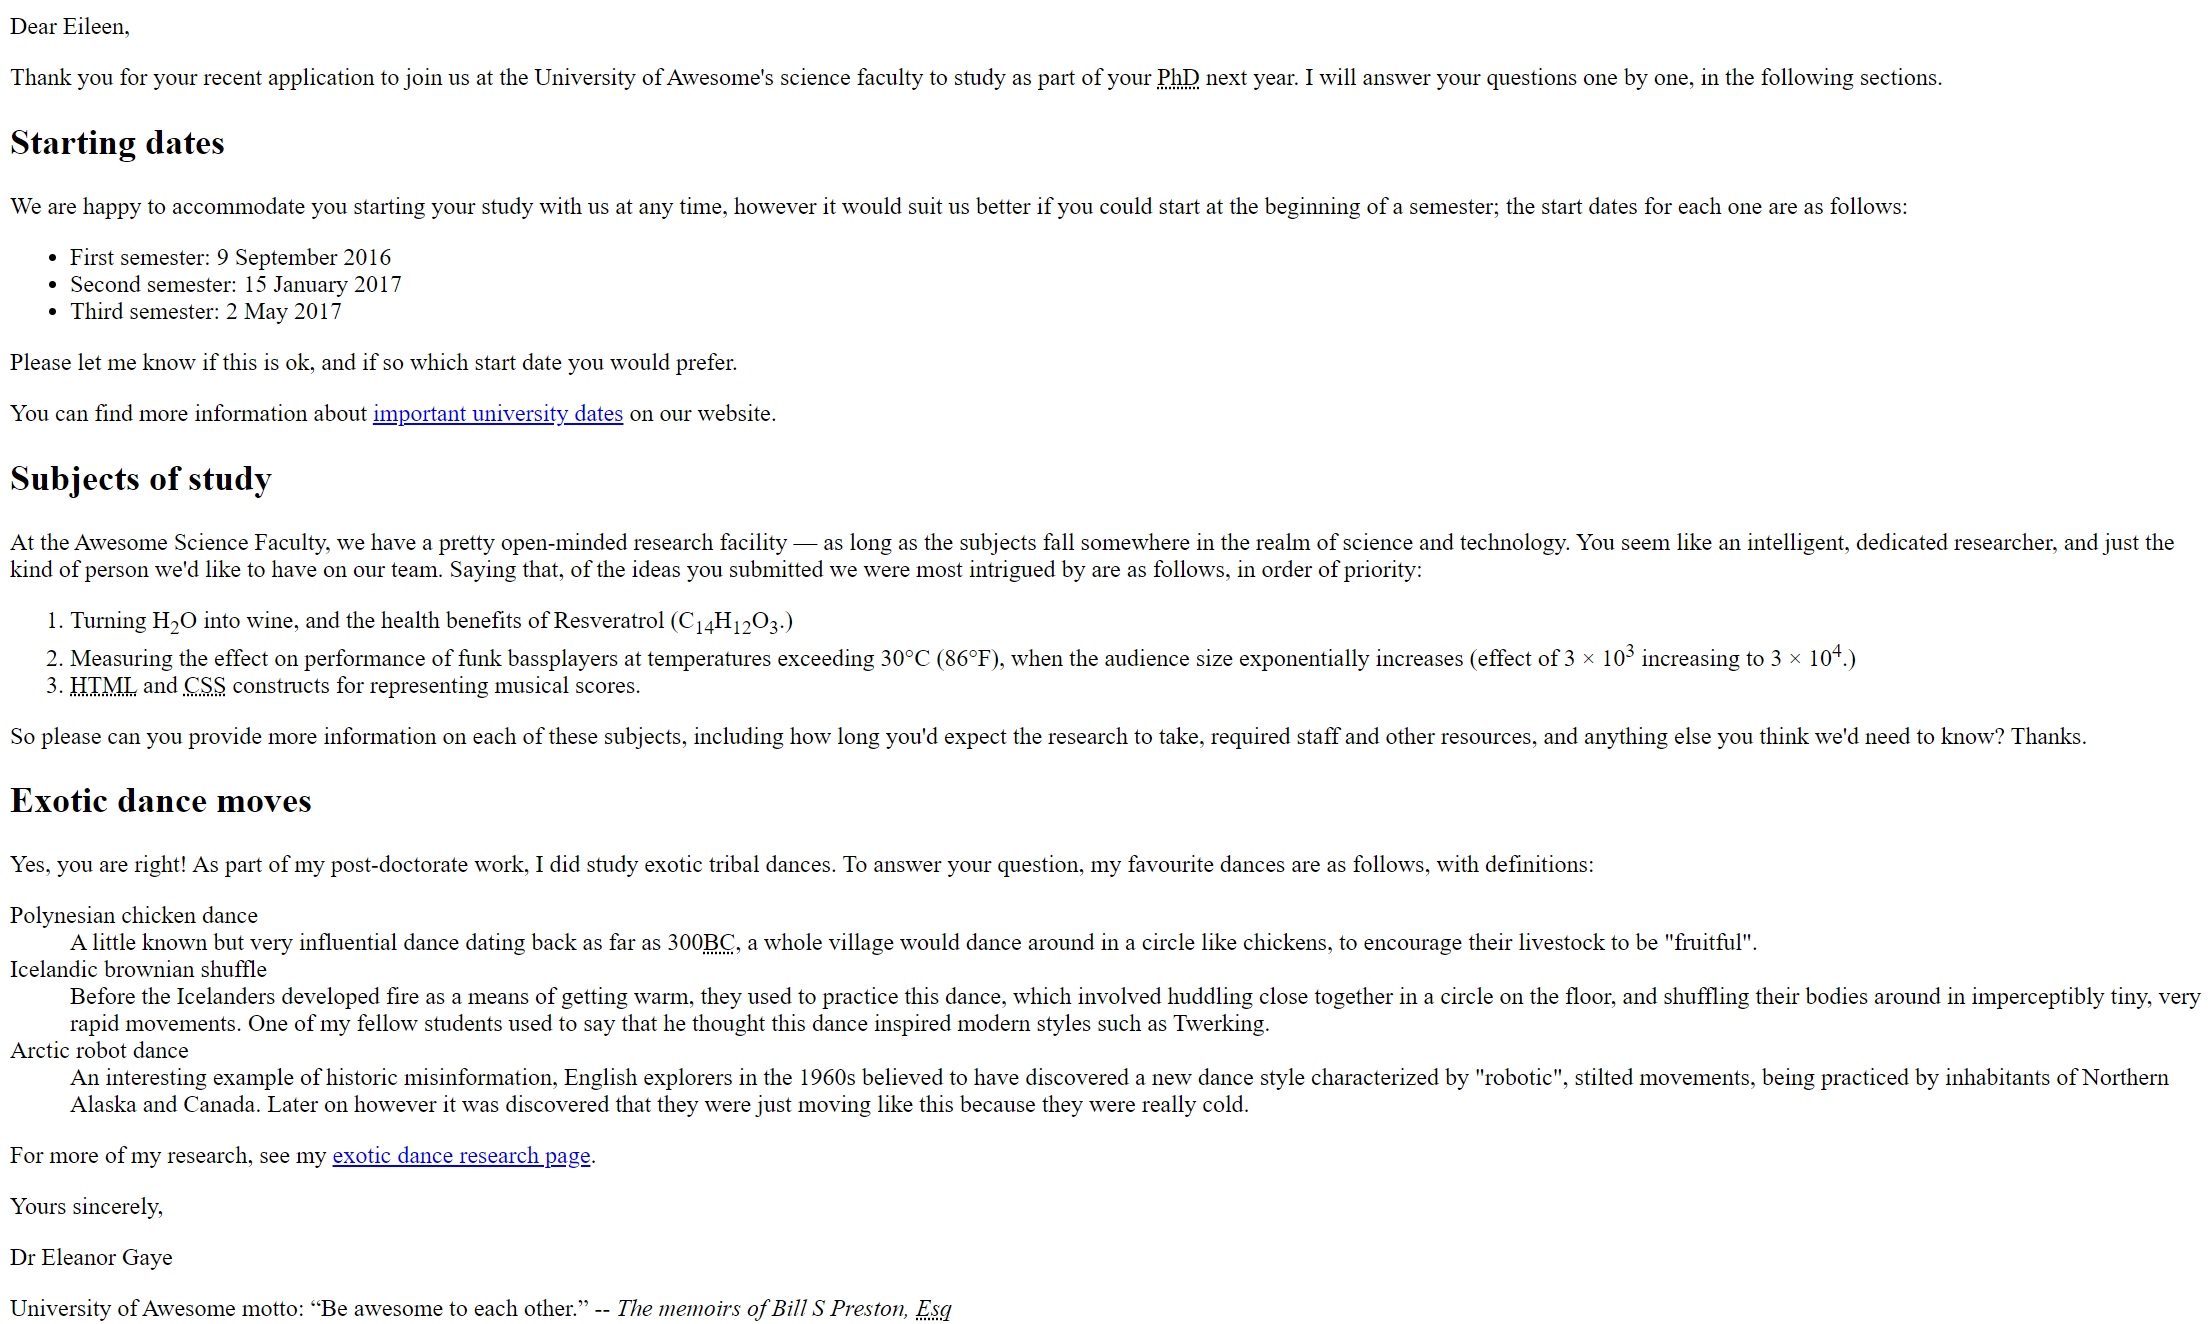 Dear Eileen,
Thank you for your recent application to join us at the University of Awesome's science faculty to study as part of your PhD next year. I will answer your questions one by one, in the following sections.
Starting dates
We are happy to accommodate you starting your study with us at any time, however it would suit us better if you could start at the beginning of a semester; the start dates for each one are as follows:
• First semester: 9 September 2016
• Second semester: 15 January 2017
• Third semester: 2 May 2017
Please let me know if this is ok, and if so which start date you would prefer.
You can find more information about important university dates on our website.
Subjects of study
At the Awesome Science Faculty, we have a pretty open-minded research facility — as long as the subjects fall somewhere in the realm of science and technology. You seem like an intelligent, dedicated researcher, and just the
kind of person we'd like to have on our team. Saying that, of the ideas you submitted we were most intrigued by are as follows, in order of priority:
1. Turning H₂O into wine, and the health benefits of Resveratrol (C₁₄H₁₂O₃.)
2. Measuring the effect on performance of funk bassplayers at temperatures exceeding 30°C (86°F), when the audience size exponentially increases (effect of 3 × 10³ increasing to 3 × 10⁴.)
3. HTML and CSS constructs for representing musical scores.
So please can you provide more information on each of these subjects, including how long you'd expect the research to take, required staff and other resources, and anything else you think we'd need to know? Thanks.
Exotic dance moves
Yes, you are right! As part of my post-doctorate work, I did study exotic tribal dances. To answer your question, my favourite dances are as follows, with definitions:
Polynesian chicken dance
A little known but very influential dance dating back as far as 300BC, a whole village would dance around in a circle like chickens, to encourage their livestock to be "fruitful".
Icelandic brownian shuffle
Before the Icelanders developed fire as a means of getting warm, they used to practice this dance, which involved huddling close together in a circle on the floor, and shuffling their bodies around in imperceptibly tiny, very
rapid movements. One of my fellow students used to say that he thought this dance inspired modern styles such as Twerking.
Arctic robot dance
An interesting example of historic misinformation, English explorers in the 1960s believed to have discovered a new dance style characterized by "robotic", stilted movements, being practiced by inhabitants of Northern
Alaska and Canada. Later on however it was discovered that they were just moving like this because they were really cold.
For more of my research, see my exotic dance research page.
Yours sincerely,
Dr Eleanor Gaye
University of Awesome motto: “Be awesome to each other.” -- The memoirs of Bill S Preston, Esq